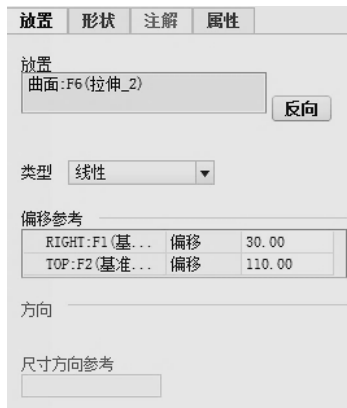 放置 形状 注解 属性
放置
曲面:F6(拉伸_2)
反向
类型 线性
偏移参考
RIGHT:F1(基... 偏移 30.00
TOP:F2(基准... 偏移 110.00
方向
尺寸方向参考